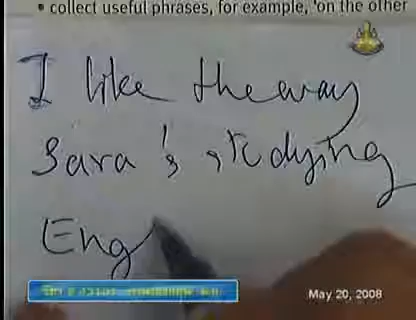 • collect useful phrases, for example, 'on the other
I like the way
Sara's studying
Eng
May 20, 2008